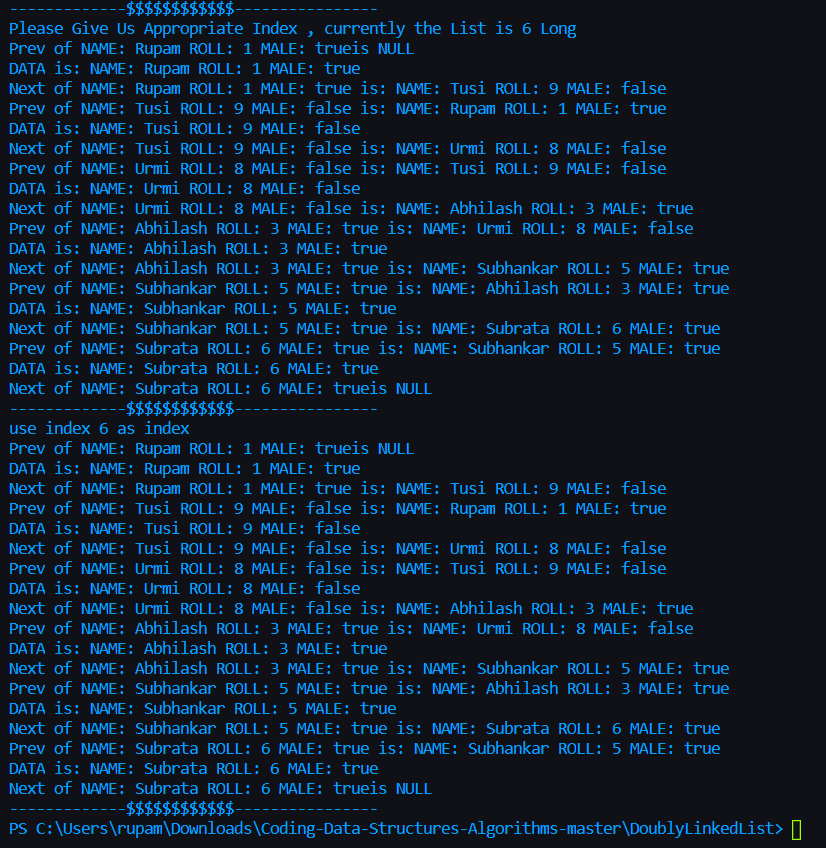 -------------$$$$$$$$$$$$----------------
Please Give Us Appropriate Index , currently the List is 6 Long
Prev of NAME: Rupam ROLL: 1 MALE: trueis NULL
DATA is: NAME: Rupam ROLL: 1 MALE: true
Next of NAME: Rupam ROLL: 1 MALE: true is: NAME: Tusi ROLL: 9 MALE: false
Prev of NAME: Tusi ROLL: 9 MALE: false is: NAME: Rupam ROLL: 1 MALE: true
DATA is: NAME: Tusi ROLL: 9 MALE: false
Next of NAME: Tusi ROLL: 9 MALE: false is: NAME: Urmi ROLL: 8 MALE: false
Prev of NAME: Urmi ROLL: 8 MALE: false is: NAME: Tusi ROLL: 9 MALE: false
DATA is: NAME: Urmi ROLL: 8 MALE: false
Next of NAME: Urmi ROLL: 8 MALE: false is: NAME: Abhilash ROLL: 3 MALE: true
Prev of NAME: Abhilash ROLL: 3 MALE: true is: NAME: Urmi ROLL: 8 MALE: false
DATA is: NAME: Abhilash ROLL: 3 MALE: true
Next of NAME: Abhilash ROLL: 3 MALE: true is: NAME: Subhankar ROLL: 5 MALE: true
Prev of NAME: Subhankar ROLL: 5 MALE: true is: NAME: Abhilash ROLL: 3 MALE: true
DATA is: NAME: Subhankar ROLL: 5 MALE: true
Next of NAME: Subhankar ROLL: 5 MALE: true is: NAME: Subrata ROLL: 6 MALE: true
Prev of NAME: Subrata ROLL: 6 MALE: true is: NAME: Subhankar ROLL: 5 MALE: true
DATA is: NAME: Subrata ROLL: 6 MALE: true
Next of NAME: Subrata ROLL: 6 MALE: trueis NULL
-------------$$$$$$$$$$$$----------------
use index 6 as index
Prev of NAME: Rupam ROLL: 1 MALE: trueis NULL
DATA is: NAME: Rupam ROLL: 1 MALE: true
Next of NAME: Rupam ROLL: 1 MALE: true is: NAME: Tusi ROLL: 9 MALE: false
Prev of NAME: Tusi ROLL: 9 MALE: false is: NAME: Rupam ROLL: 1 MALE: true
DATA is: NAME: Tusi ROLL: 9 MALE: false
Next of NAME: Tusi ROLL: 9 MALE: false is: NAME: Urmi ROLL: 8 MALE: false
Prev of NAME: Urmi ROLL: 8 MALE: false is: NAME: Tusi ROLL: 9 MALE: false
DATA is: NAME: Urmi ROLL: 8 MALE: false
Next of NAME: Urmi ROLL: 8 MALE: false is: NAME: Abhilash ROLL: 3 MALE: true
Prev of NAME: Abhilash ROLL: 3 MALE: true is: NAME: Urmi ROLL: 8 MALE: false
DATA is: NAME: Abhilash ROLL: 3 MALE: true
Next of NAME: Abhilash ROLL: 3 MALE: true is: NAME: Subhankar ROLL: 5 MALE: true
Prev of NAME: Subhankar ROLL: 5 MALE: true is: NAME: Abhilash ROLL: 3 MALE: true
DATA is: NAME: Subhankar ROLL: 5 MALE: true
Next of NAME: Subhankar ROLL: 5 MALE: true is: NAME: Subrata ROLL: 6 MALE: true
Prev of NAME: Subrata ROLL: 6 MALE: true is: NAME: Subhankar ROLL: 5 MALE: true
DATA is: NAME: Subrata ROLL: 6 MALE: true
Next of NAME: Subrata ROLL: 6 MALE: trueis NULL
-------------$$$$$$$$$$$$----------------
PS C:\Users\rupam\Downloads\Coding-Data-Structures-Algorithms-master\DoublyLinkedList>